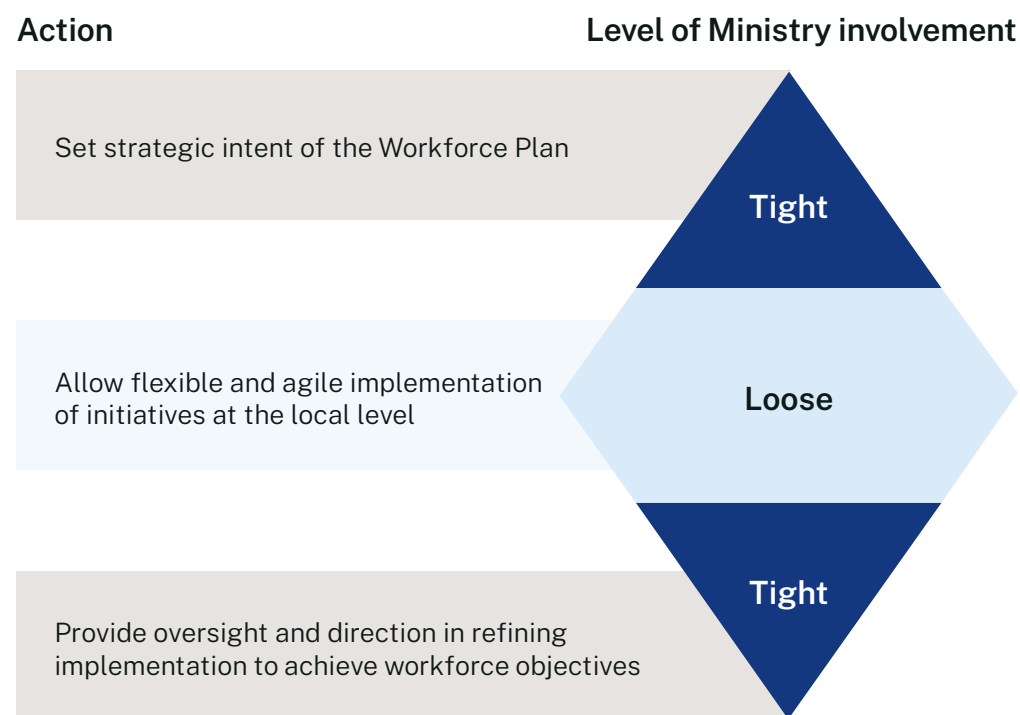 Action
Level of Ministry involvement
Set strategic intent of the Workforce Plan
Tight
Allow flexible and agile implementation
of initiatives at the local level
Loose
Tight
Provide oversight and direction in refining
implementation to achieve workforce objectives